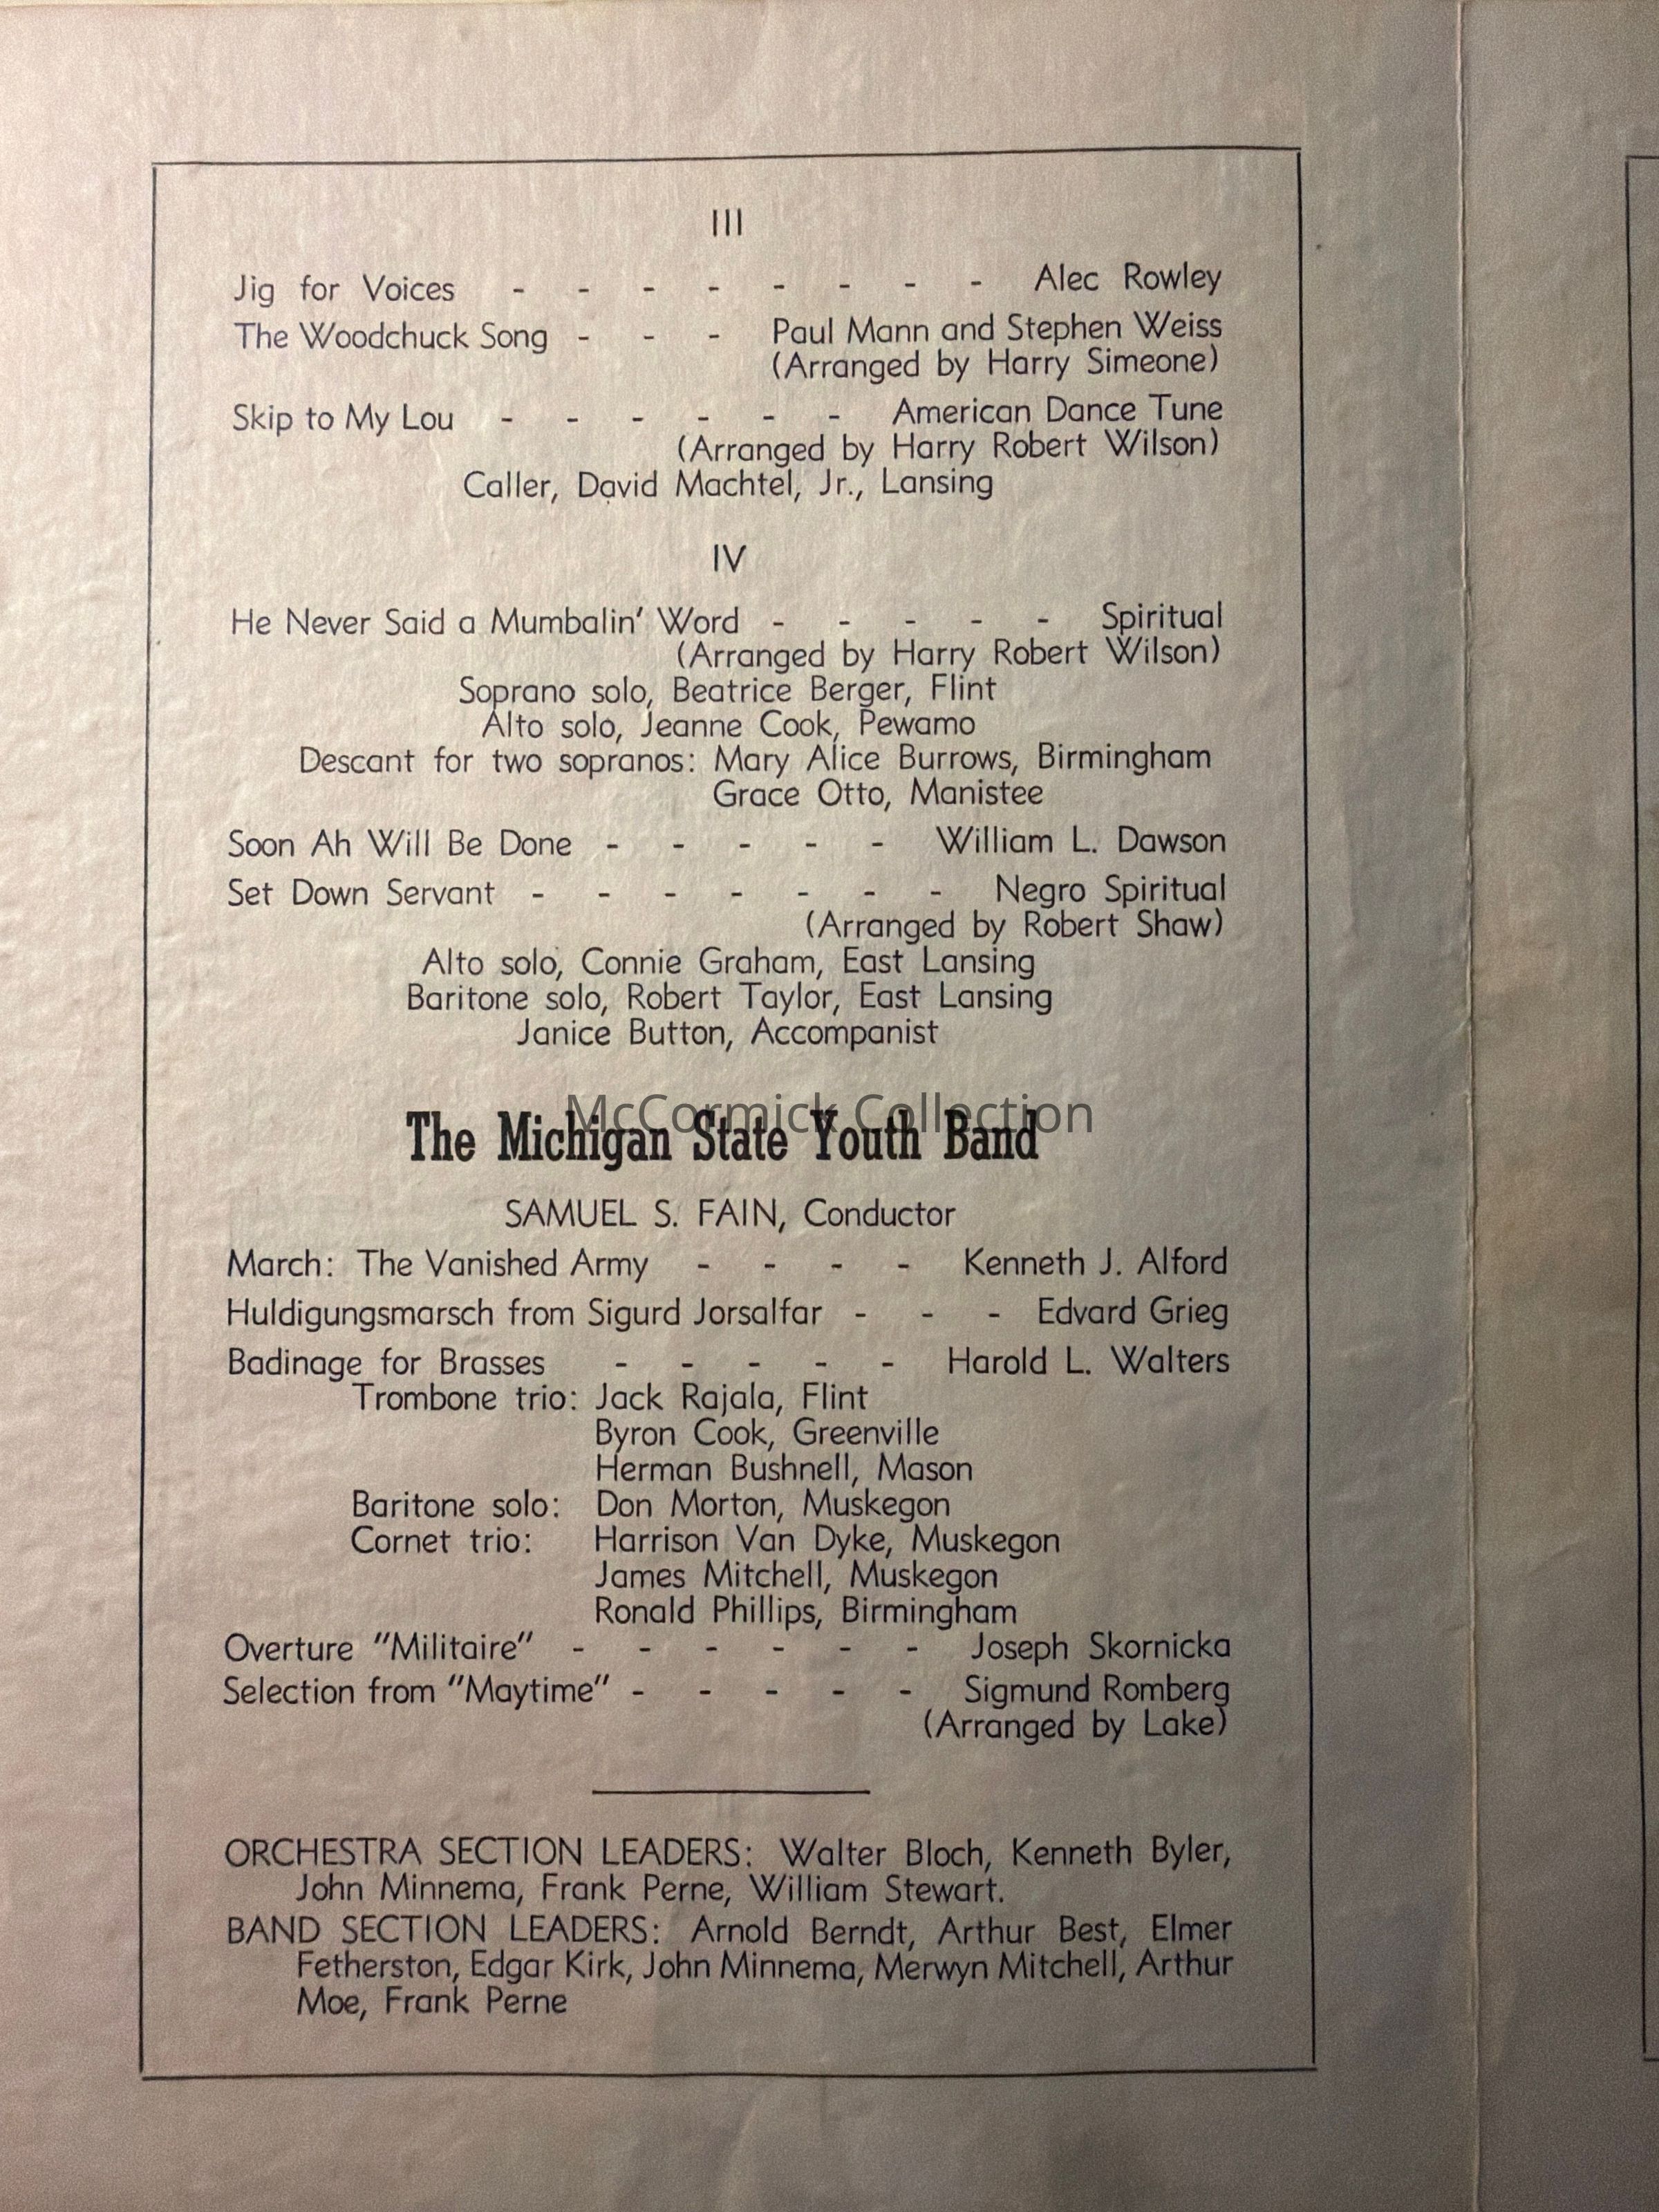 III
Jig for Voices - - - - - - - - Alec Rowley
The Woodchuck Song - - - Paul Mann and Stephen Weiss
(Arranged by Harry Simeone)
Skip to My Lou - - - - - - American Dance Tune
(Arranged by Harry Robert Wilson)
Caller, David Machtel, Jr., Lansing
IV
He Never Said a Mumbalin' Word - - - - - Spiritual
(Arranged by Harry Robert Wilson)
Soprano solo, Beatrice Berger, Flint
Alto solo, Jeanne Cook, Pewamo
Descant for two sopranos: Mary Alice Burrows, Birmingham
Grace Otto, Manistee
Soon Ah Will Be Done - - - - - William L. Dawson
Set Down Servant - - - - - - - Negro Spiritual
(Arranged by Robert Shaw)
Alto solo, Connie Graham, East Lansing
Baritone solo, Robert Taylor, East Lansing
Janice Button, Accompanist
McCormick Collection
The Michigan State Youth Band
SAMUEL S. FAIN, Conductor
March: The Vanished Army - - - - Kenneth J. Alford
Huldigungsmarsch from Sigurd Jorsalfar - - - Edvard Grieg
Badinage for Brasses - - - - - Harold L. Walters
Trombone trio: Jack Rajala, Flint
Byron Cook, Greenville
Herman Bushnell, Mason
Baritone solo: Don Morton, Muskegon
Cornet trio: Harrison Van Dyke, Muskegon
James Mitchell, Muskegon
Ronald Phillips, Birmingham
Overture "Militaire" - - - - - - Joseph Skornicka
Selection from "Maytime" - - - - - Sigmund Romberg
(Arranged by Lake)
ORCHESTRA SECTION LEADERS: Walter Bloch, Kenneth Byler,
John Minnema, Frank Perne, William Stewart.
BAND SECTION LEADERS: Arnold Berndt, Arthur Best, Elmer
Fetherston, Edgar Kirk, John Minnema, Merwyn Mitchell, Arthur
Moe, Frank Perne